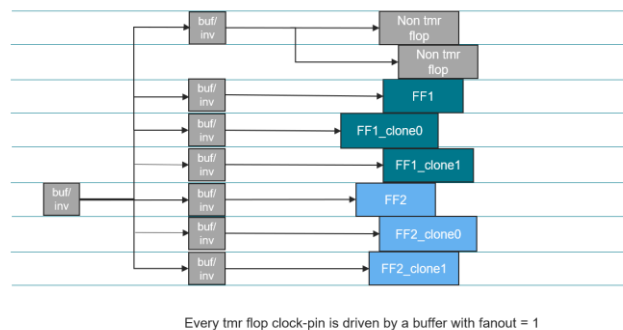 buf/
inv
Non tmr
flop
Non tmr
flop
buf/
inv
FF1
buf/
inv
FF1_clone0
buf/
inv
FF1_clone1
buf/
inv
buf/
inv
FF2
buf/
inv
FF2_clone0
buf/
inv
FF2_clone1
Every tmr flop clock-pin is driven by a buffer with fanout = 1